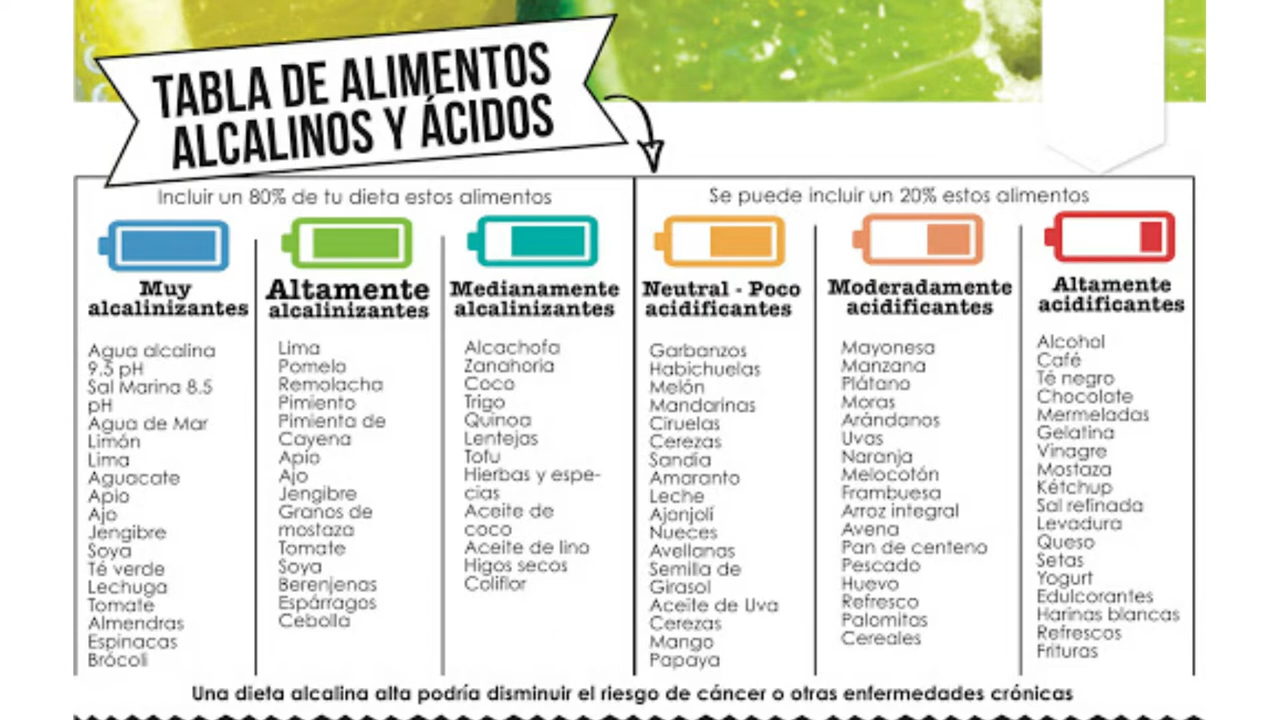 TABLA DE ALIMENTOS
ALCALINOS Y ÁCIDOS
Incluir un 80% de tu dieta estos alimentos
Muy
alcalinizantes
Agua alcalina
9.5 pH
Sal Marina 8.5
pH
Agua de Mar
Limón
Lima
Aguacate
Apio
Ajo
Jengibre
Soya
Té verde
Lechuga
Tomate
Almendras
Espinacas
Brócoli
Altamente
alcalinizantes
Lima
Pomelo
Remolacha
Pimiento
Pimienta de
Cayena
Apio
Ajo
Jengibre
Granos de
mostaza
Tomate
Soya
Berenjenas
Espárragos
Cebolla
Medianamente
alcalinizantes
Alcachofa
Zanahoria
Coco
Trigo
Quinoa
Lentejas
Tofu
Hierbas y espe-
cias
Aceite de
coco
Aceite de lino
Higos secos
Coliflor
Se puede incluir un 20% estos alimentos
Neutral - Poco
acidificantes
Garbanzos
Habichuelas
Melón
Mandarinas
Ciruelas
Cerezas
Sandía
Amaranto
Leche
Ajonjolí
Nueces
Avellanas
Semilla de
Girasol
Aceite de Uva
Cerezas
Mango
Papaya
Moderadamente
acidificantes
Mayonesa
Manzana
Plátano
Moras
Arándanos
Uvas
Naranja
Melocotón
Frambuesa
Arroz integral
Avena
Pan de centeno
Pescado
Huevo
Refresco
Palomitas
Cereales
Altamente
acidificantes
Alcohol
Café
Té negro
Chocolate
Mermeladas
Gelatina
Vinagre
Mostaza
Kétchup
Sal refinada
Levadura
Queso
Setas
Yogurt
Edulcorantes
Harinas blancas
Refrescos
Frituras
Una dieta alcalina alta podría disminuir el riesgo de cáncer o otras enfermedades crónicas